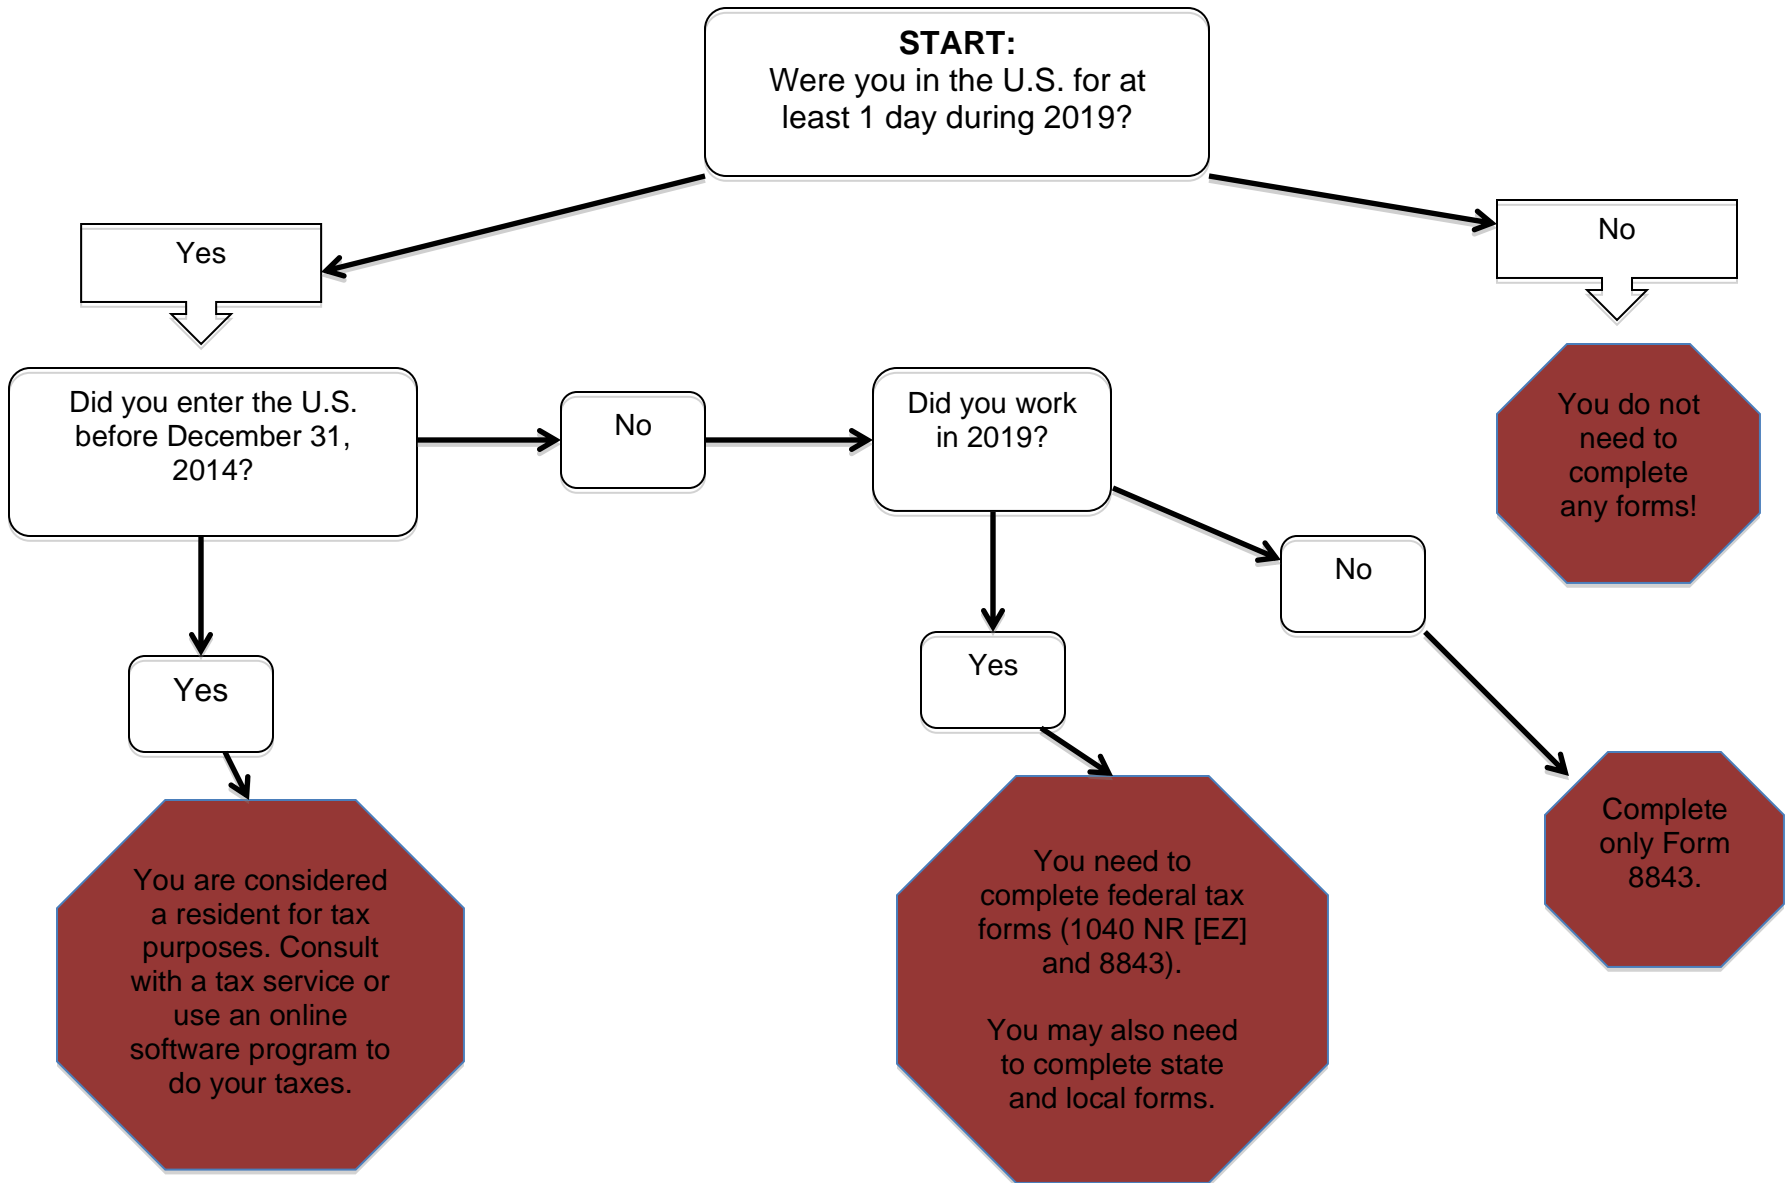 START:
Were you in the U.S. for at
least 1 day during 2019?
Yes
No
Did you enter the U.S.
before December 31,
2014?
No
Did you work
in 2019?
You do not
need to
complete
any forms!
No
Yes
Yes
You are considered
a resident for tax
purposes. Consult
with a tax service or
use an online
software program to
do your taxes.
You need to
complete federal tax
forms (1040 NR [EZ]
and 8843).
You may also need
to complete state
and local forms.
Complete
only Form
8843.